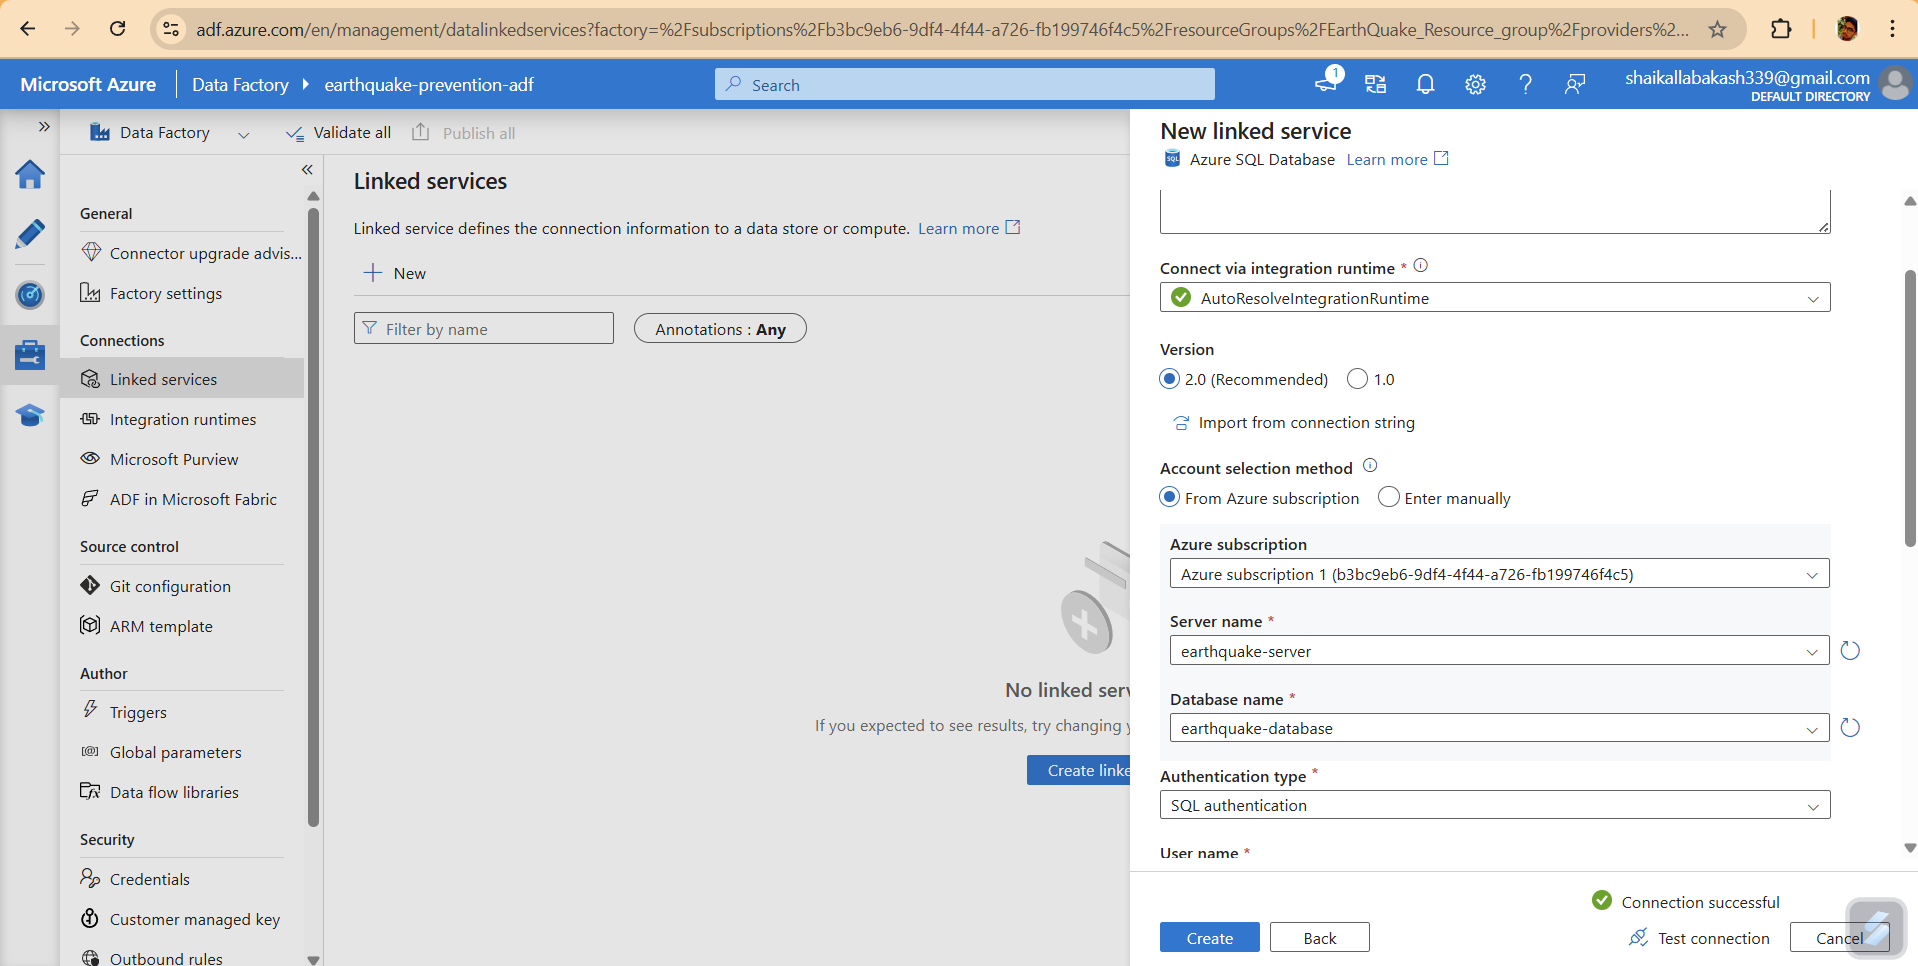 adf.azure.com/en/management/datalinkedservices?factory=%2Fsubscriptions%2Fb3bc9eb6-9df4-4f44-a726-fb199746f4c5%2FresourceGroups%2FEarthQuake_Resource_group%2Fproviders%2...
Microsoft Azure
Data Factory
earthquake-prevention-adf
Search
1
shaikallabakash339@gmail.com
DEFAULT DIRECTORY
Data Factory
Validate all
Publish all
General
Connector upgrade advis...
Factory settings
Connections
Linked services
Integration runtimes
Microsoft Purview
ADF in Microsoft Fabric
Source control
Git configuration
ARM template
Author
Triggers
Global parameters
Data flow libraries
Security
Credentials
Customer managed key
Outbound rules
Linked services
Linked service defines the connection information to a data store or compute. Learn more
New
Filter by name
Annotations : Any
No linked serv
If you expected to see results, try changing y
Create linke
New linked service
SQL
Azure SQL Database Learn more
Connect via integration runtime *
AutoResolveIntegrationRuntime
Version
2.0 (Recommended) 1.0
Import from connection string
Account selection method
From Azure subscription Enter manually
Azure subscription
Azure subscription 1 (b3bc9eb6-9df4-4f44-a726-fb199746f4c5)
Server name *
earthquake-server
Database name *
earthquake-database
Authentication type *
SQL authentication
User name *
Connection successful
Create Back Test connection Cancel